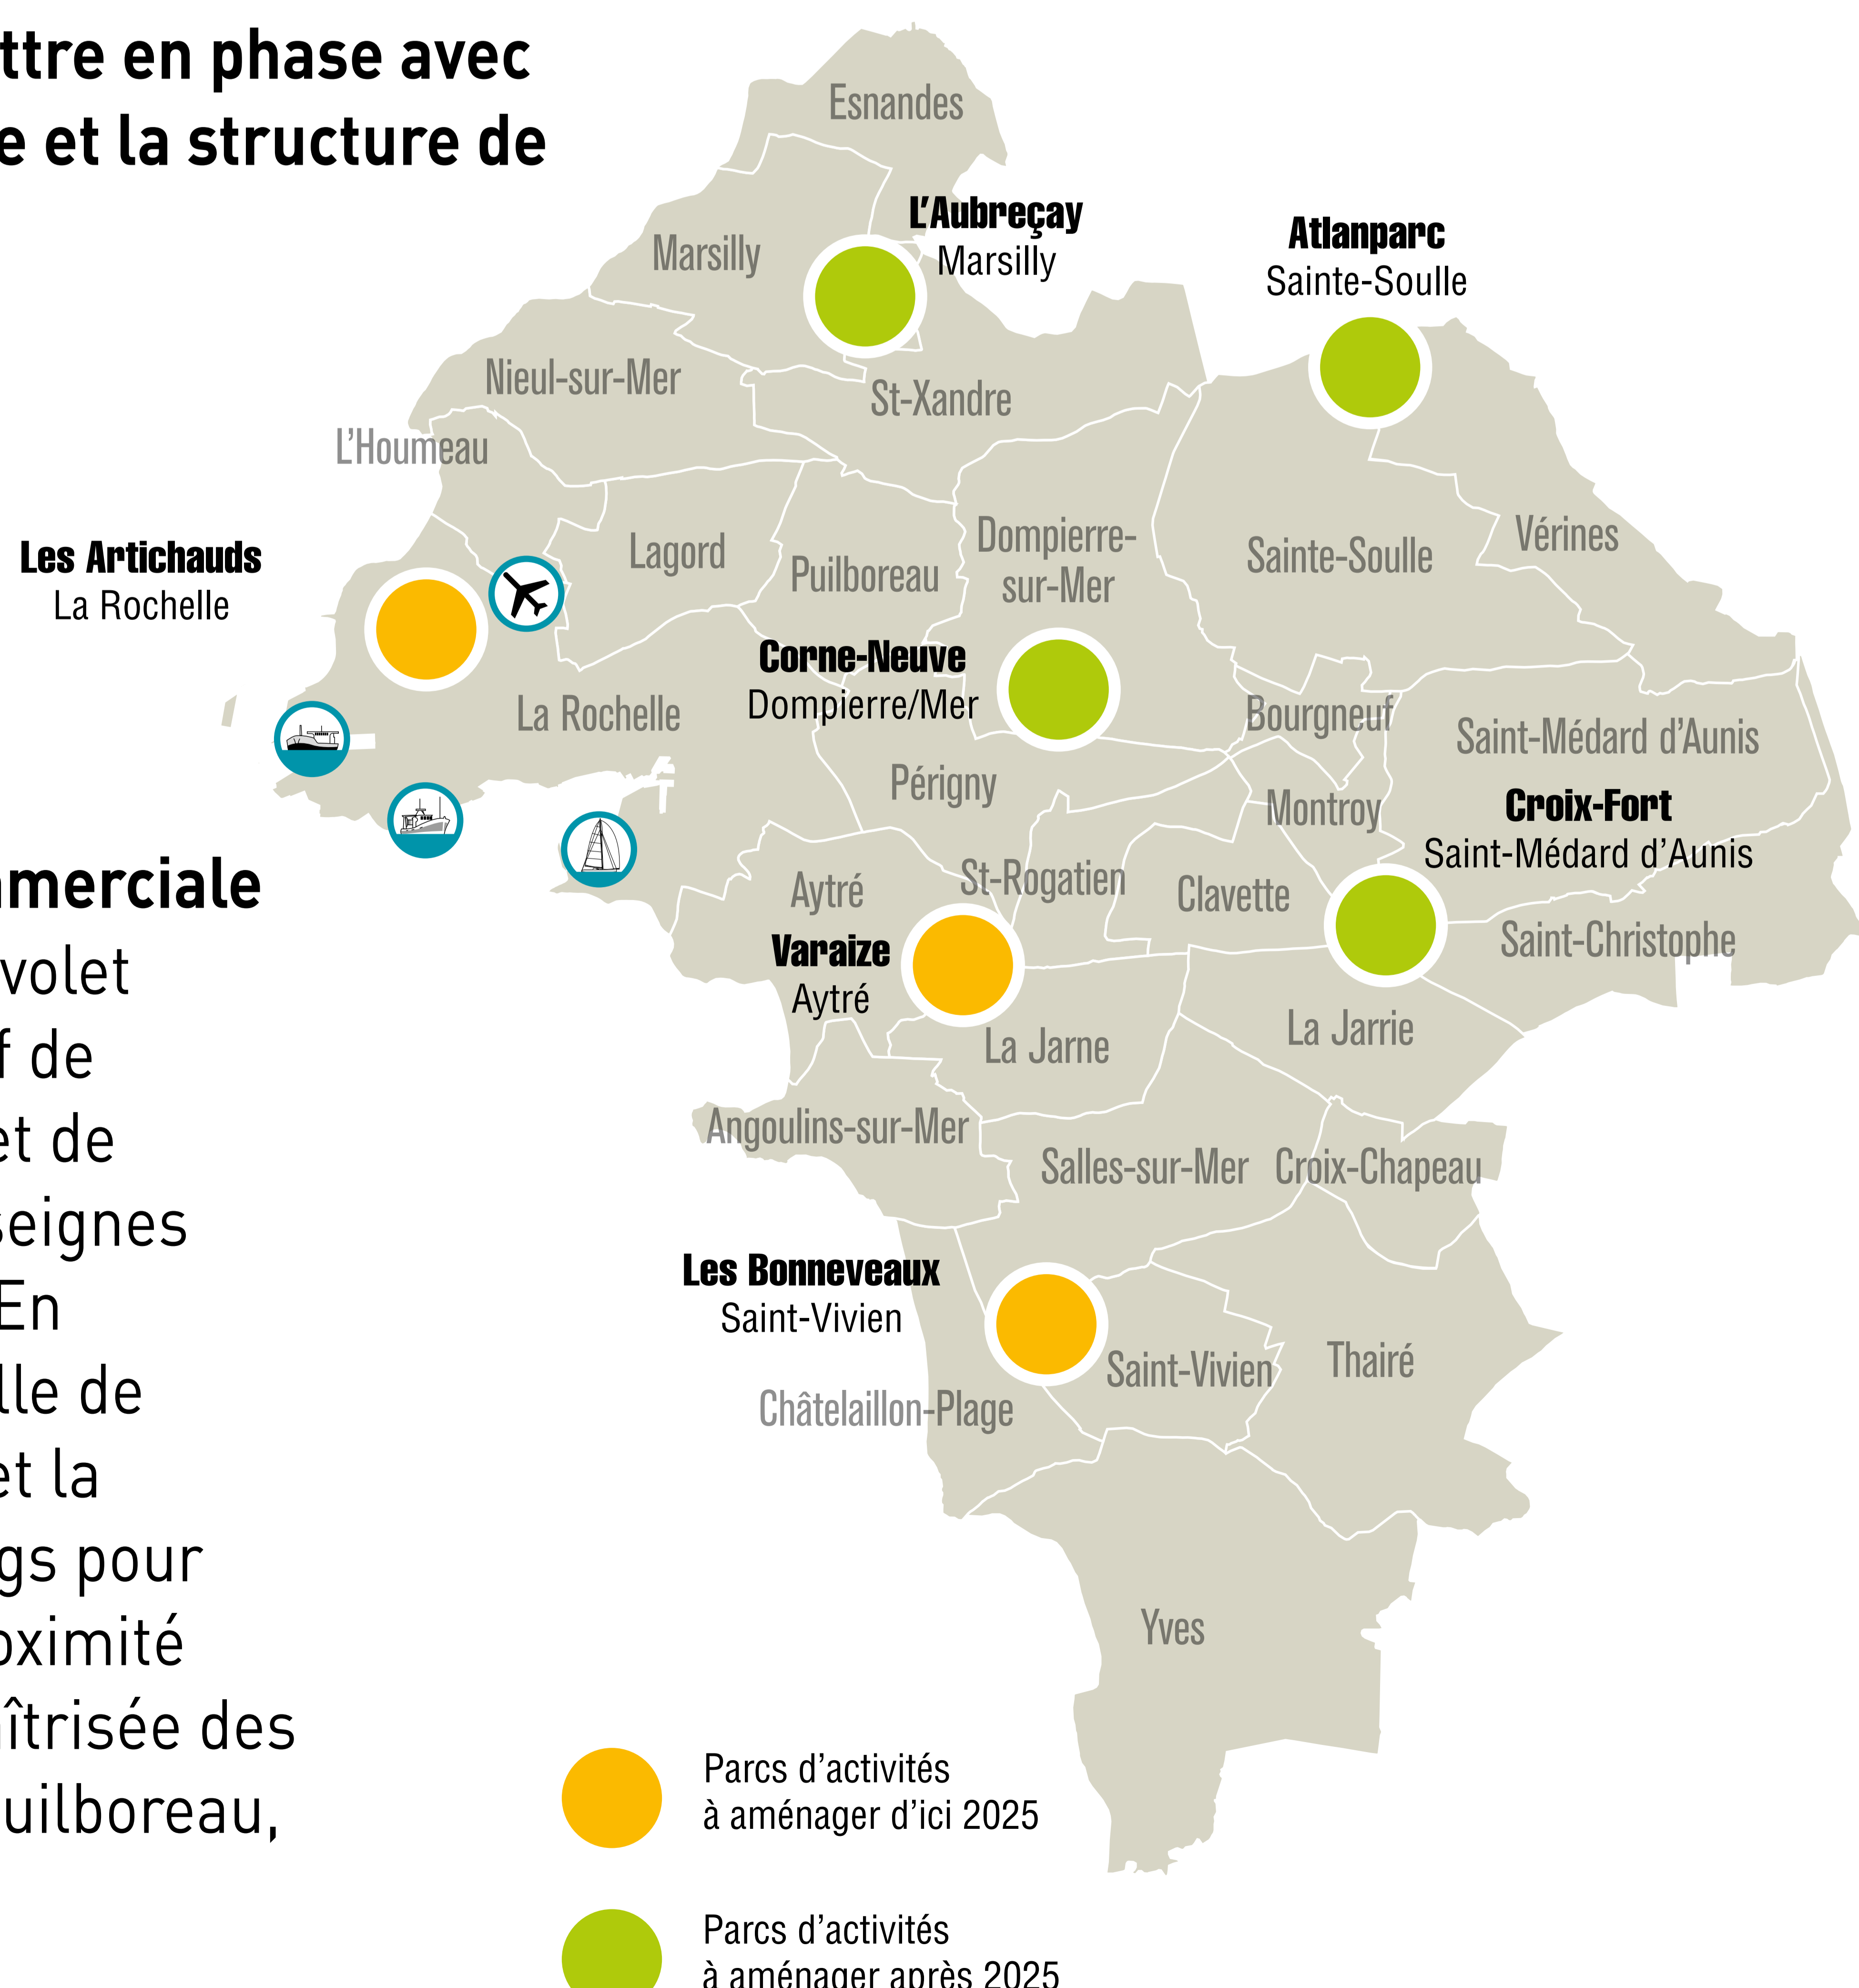 ttre en phase avec
e et la structure de
Esnandes
L'Aubreçay
Marsilly
Atlanparc
Sainte-Soulle
Marsilly
Nieul-sur-Mer
St-Xandre
L'Houmeau
Les Artichauds
La Rochelle
Lagord
Puilboreau
Dompierre-
sur-Mer
Sainte-Soulle
Vérines
Corne-Neuve
Dompierre/Mer
La Rochelle
Bourgneuf
Saint-Médard d'Aunis
Périgny
Montroy
Croix-Fort
Saint-Médard d'Aunis
Aytré
St-Rogatien
Clavette
Saint-Christophe
Varaize
Aytré
La Jarne
La Jarrie
Angoulins-sur-Mer
Salles-sur-Mer
Croix-Chapeau
Les Bonneveaux
Saint-Vivien
Saint-Vivien
Thairé
Châtelaillon-Plage
Yves
merciale
volet
f de
et de
seignes
En
lle de
et la
gs pour
oximité
aîtrisée des
uilboreau,
Parcs d'activités
à aménager d'ici 2025
Parcs d'activités
à aménager après 2025